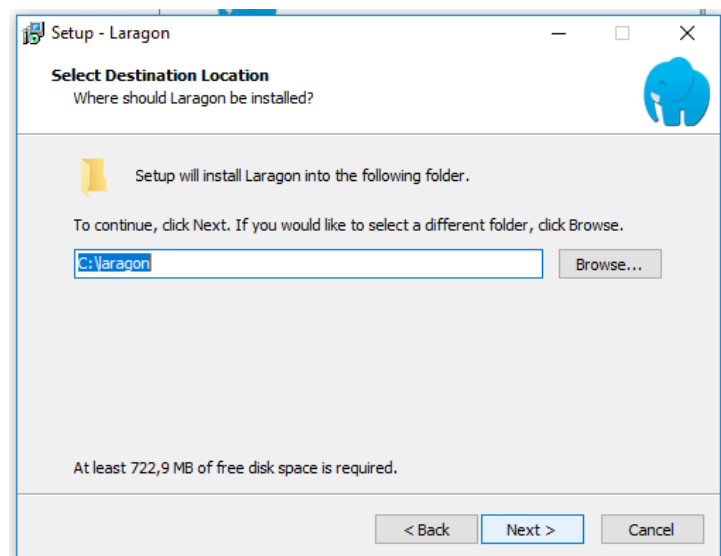 Setup - Laragon
Select Destination Location
Where should Laragon be installed?
Setup will install Laragon into the following folder.
To continue, click Next. If you would like to select a different folder, click Browse.
C:\laragon
Browse...
At least 722,9 MB of free disk space is required.
< Back
Next >
Cancel